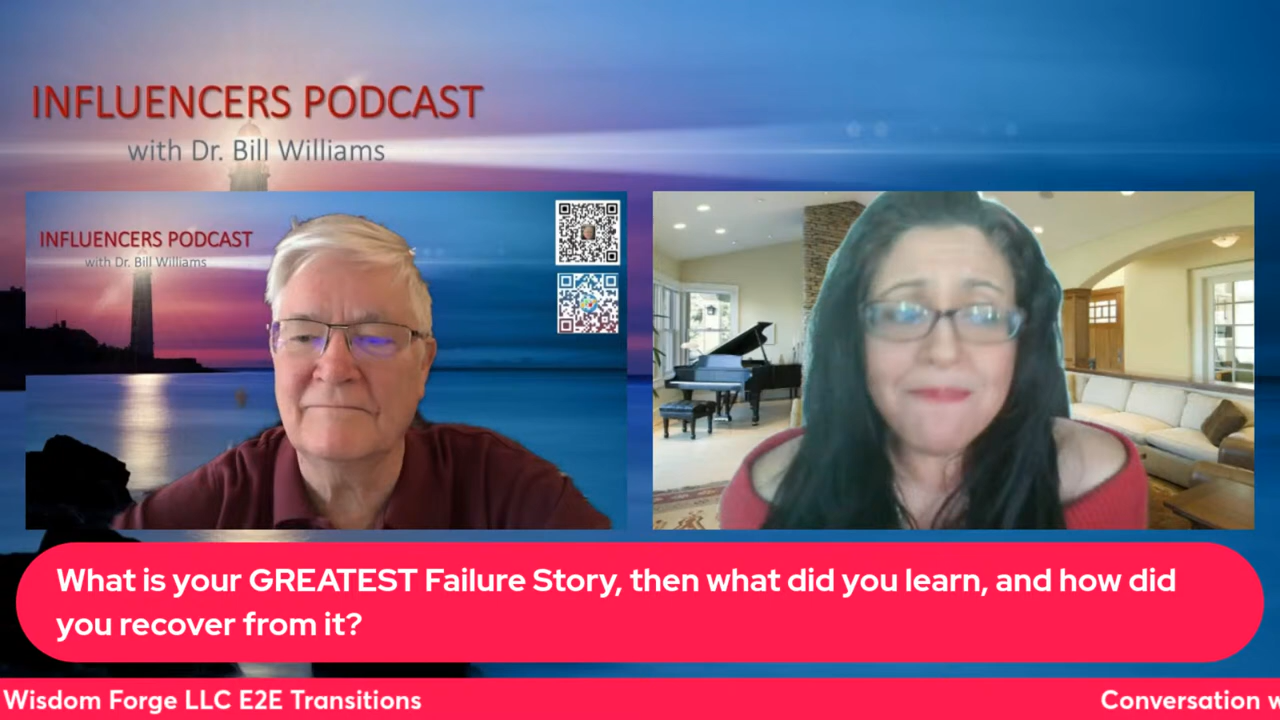 INFLUENCERS PODCAST
with Dr. Bill Williams
INFLUENCERS PODCAST
with Dr. Bill Williams
What is your GREATEST Failure Story, then what did you learn, and how did
you recover from it?
Wisdom Forge LLC E2E Transitions
Conversation w